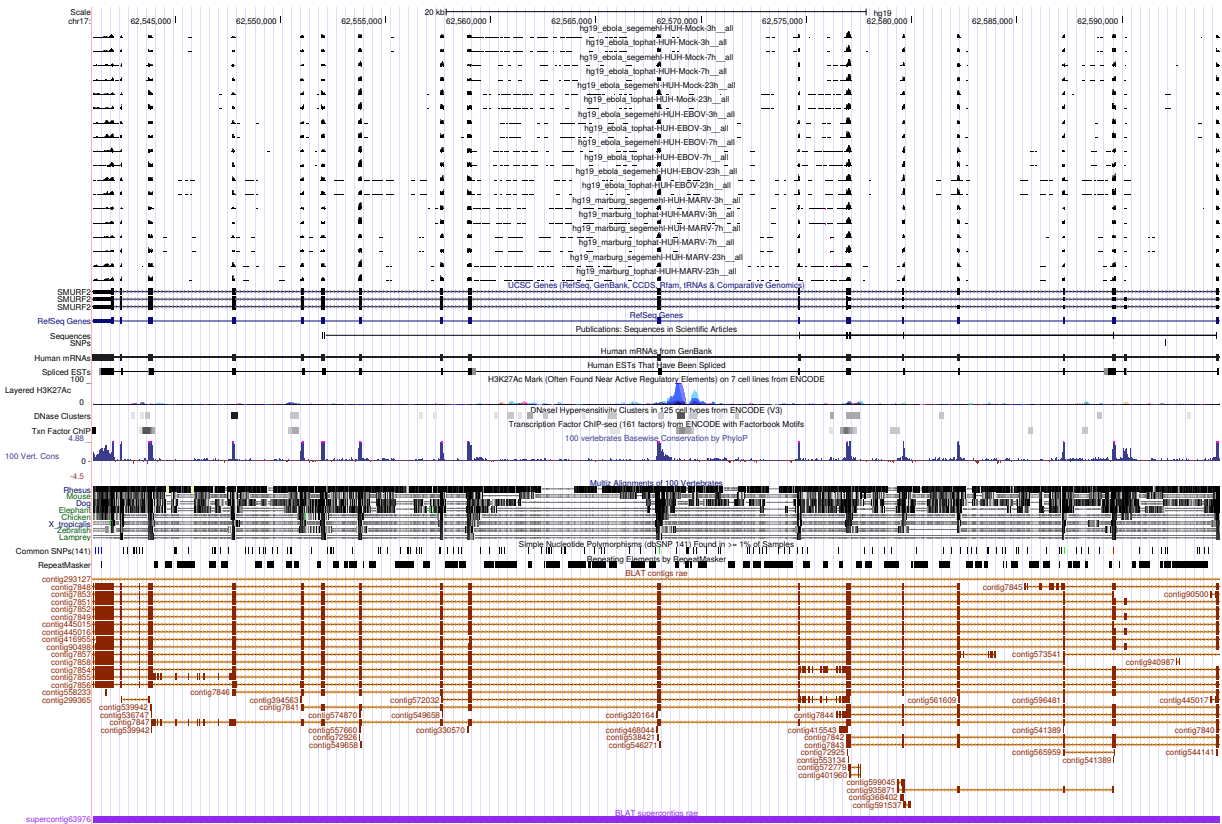 Scale 20 kb hg19
chr17: 62,545,000 62,550,000 62,555,000 62,560,000 62,565,000 62,570,000 62,575,000 62,580,000 62,585,000 62,590,000
hg19_ebola_segemehl-HUH-Mock-3h__all
hg19_ebola_tophat-HUH-Mock-3h__all
hg19_ebola_segemehl-HUH-Mock-7h__all
hg19_ebola_tophat-HUH-Mock-7h__all
hg19_ebola_segemehl-HUH-Mock-23h__all
hg19_ebola_tophat-HUH-Mock-23h__all
hg19_ebola_segemehl-HUH-EBOV-3h__all
hg19_ebola_tophat-HUH-EBOV-3h__all
hg19_ebola_segemehl-HUH-EBOV-7h__all
hg19_ebola_tophat-HUH-EBOV-7h__all
hg19_ebola_segemehl-HUH-EBOV-23h__all
hg19_ebola_tophat-HUH-EBOV-23h__all
hg19_marburg_segemehl-HUH-MARV-3h__all
hg19_marburg_tophat-HUH-MARV-3h__all
hg19_marburg_segemehl-HUH-MARV-7h__all
hg19_marburg_tophat-HUH-MARV-7h__all
hg19_marburg_segemehl-HUH-MARV-23h__all
hg19_marburg_tophat-HUH-MARV-23h__all
UCSC Genes (RefSeq, GenBank, CCDS, Rfam, tRNAs & Comparative Genomics)
SMURF2
SMURF2
SMURF2
RefSeq Genes
RefSeq Genes
Publications: Sequences in Scientific Articles
Sequences
SNPs
Human mRNAs from GenBank
Human mRNAs
Human ESTs That Have Been Spliced
Spliced ESTs
H3K27Ac Mark (Often Found Near Active Regulatory Elements) on 7 cell lines from ENCODE
100 _
Layered H3K27Ac
0
DNaseI Hypersensitivity Clusters in 125 cell types from ENCODE (V3)
DNase Clusters
Transcription Factor ChIP-seq (161 factors) from ENCODE with Factorbook Motifs
Txn Factor ChIP
100 vertebrates Basewise Conservation by PhyloP
4.88 _
100 Vert. Cons
0 -
-4.5
Multiz Alignments of 100 Vertebrates
Rhesus
Mouse
Dog
Elephant
Chicken
X_tropicalis
Zebrafish
Lamprey
Simple Nucleotide Polymorphisms (dbSNP 141) Found in >= 1% of Samples
Common SNPs(141)
Repeating Elements by RepeatMasker
RepeatMasker
BLAT contigs rae
contig293127
contig7848 contig7845
contig7853 contig90500
contig7851
contig7852
contig7849
contig445015
contig445016
contig416955
contig90498
contig7857 contig573541
contig7858 contig940987
contig7854
contig7855
contig7856
contig558233 contig7846
contig299365 contig394563 contig572032 contig561609 contig596481 contig445017
contig539942 contig7841
contig536747 contig574870 contig549658 contig320164 contig7844
contig7847
contig539942 contig557660 contig330570 contig468044 contig415543 contig541389 contig7840
contig72926 contig538421 contig7842
contig549658 contig546271 contig7843
contig72925 contig565959 contig544141
contig553134 contig541389
contig572779
contig401960
contig599045
contig935871
contig368402
contig591537
BLAT supercontigs rae
supercontig63976